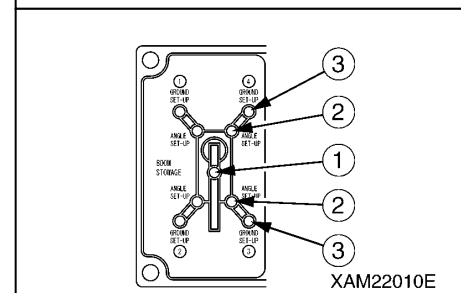 1 4
GROUND SET-UP GROUND SET-UP
3
ANGLE SET-UP ANGLE SET-UP
2
BOOM STOWAGE
1
ANGLE SET-UP ANGLE SET-UP
2
GROUND SET-UP GROUND SET-UP
3
2 3
XAM22010E